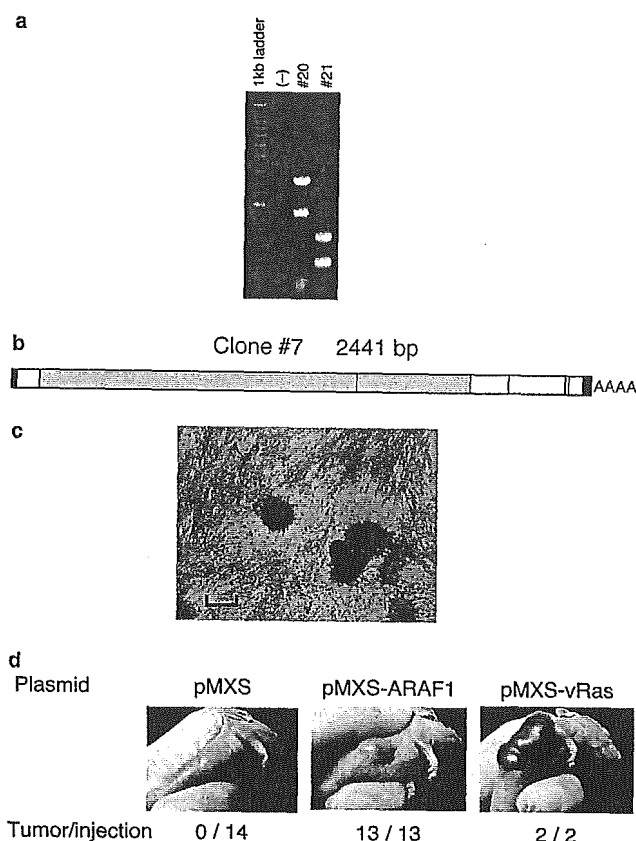 a
1kb ladder
(–)
#20
#21
b
Clone #7 2441 bp
AAAA
c
d
Plasmid pMXS pMXS-ARAF1 pMXS-vRas
Tumor/injection 0 / 14 13 / 13 2 / 2